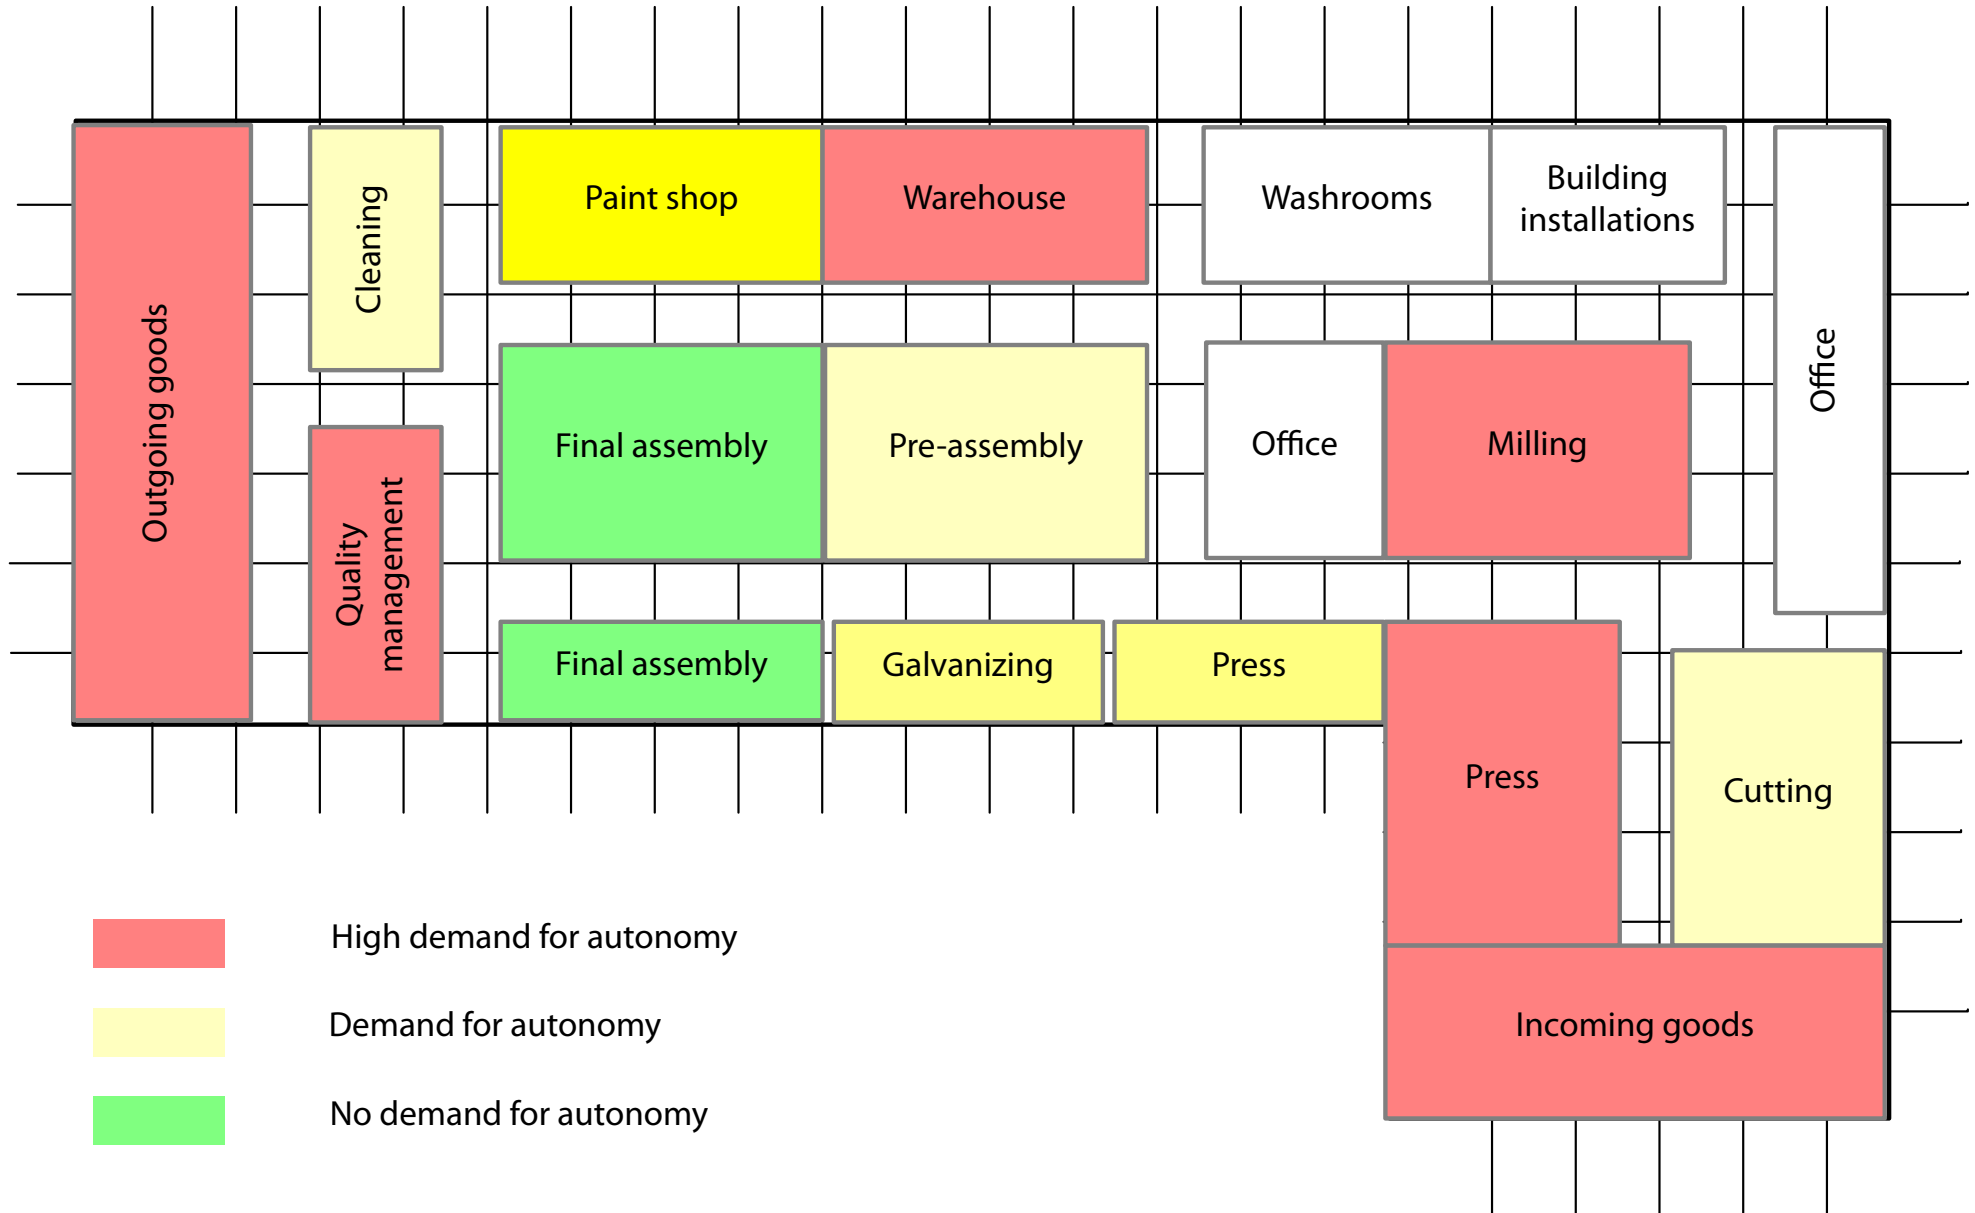 Outgoing goods
Cleaning
Quality
management
Paint shop
Warehouse
Washrooms
Building
installations
Office
Final assembly
Pre-assembly
Office
Milling
Final assembly
Galvanizing
Press
Press
Cutting
Incoming goods
High demand for autonomy
Demand for autonomy
No demand for autonomy